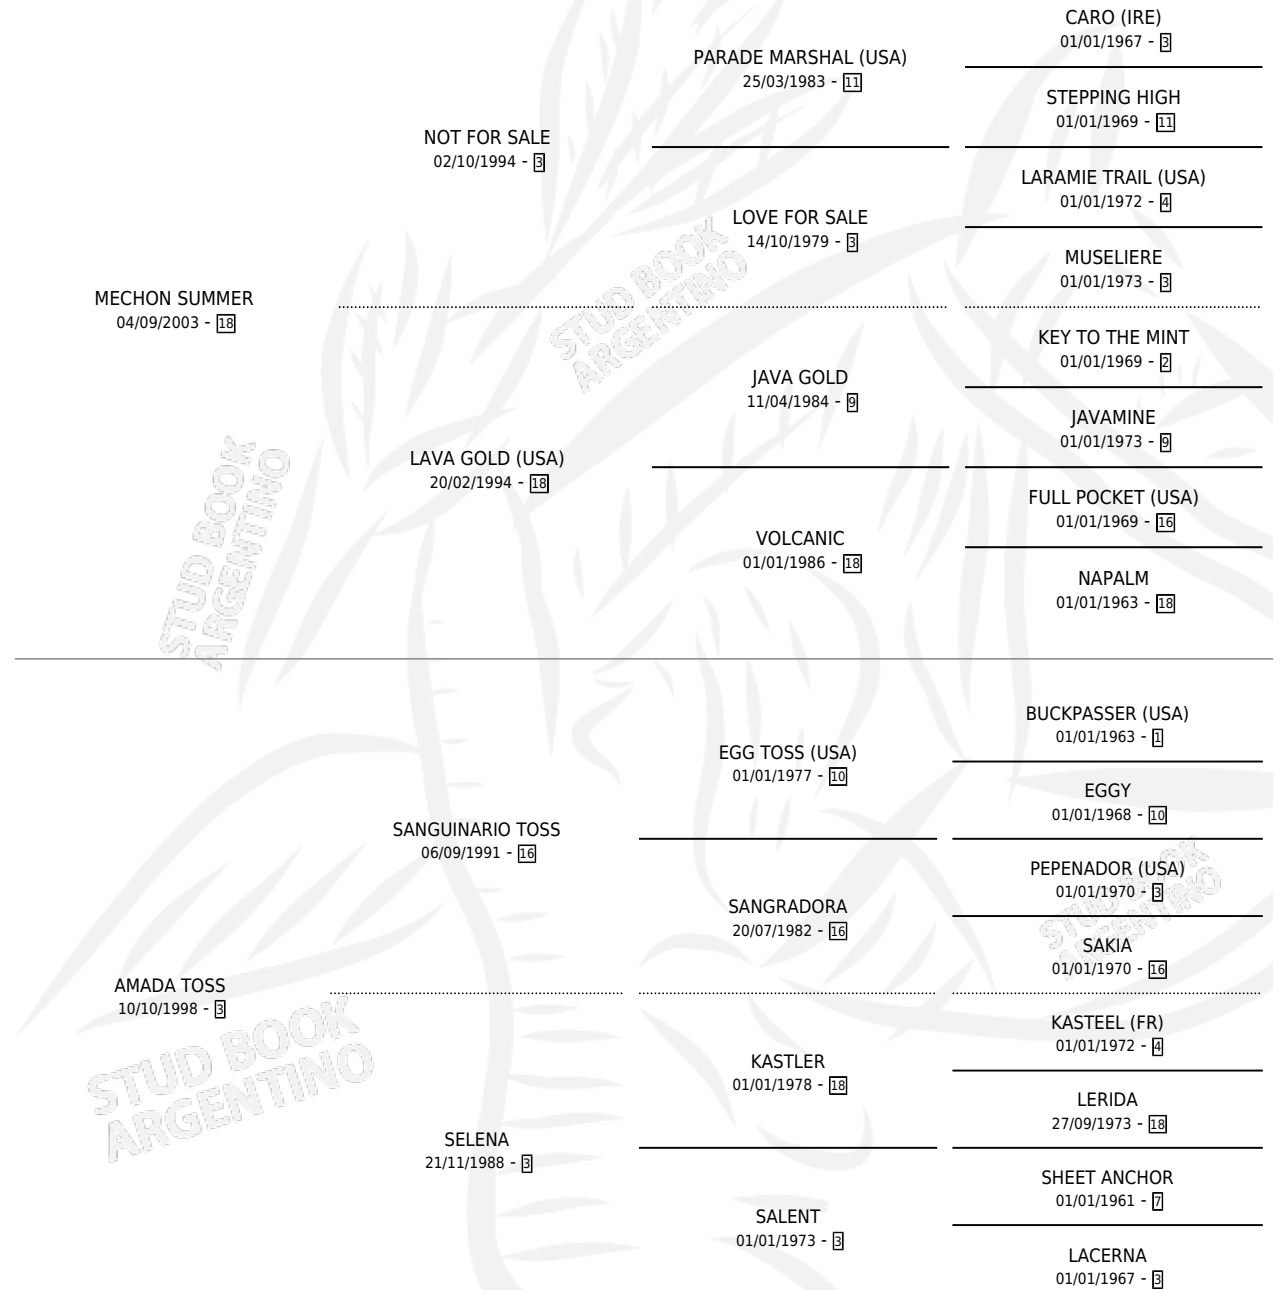 CARO (IRE)
01/01/1967 - 3
PARADE MARSHAL (USA)
25/03/1983 - 11
STEPPING HIGH
01/01/1969 - 11
NOT FOR SALE
02/10/1994 - 3
LARAMIE TRAIL (USA)
01/01/1972 - 4
LOVE FOR SALE
14/10/1979 - 3
MUSELIERE
01/01/1973 - 3
MECHON SUMMER
04/09/2003 - 18
KEY TO THE MINT
01/01/1969 - 2
JAVA GOLD
11/04/1984 - 9
JAVAMINE
01/01/1973 - 9
LAVA GOLD (USA)
20/02/1994 - 18
FULL POCKET (USA)
01/01/1969 - 16
VOLCANIC
01/01/1986 - 18
NAPALM
01/01/1963 - 18
BUCKPASSER (USA)
01/01/1963 - 1
EGG TOSS (USA)
01/01/1977 - 10
EGGY
01/01/1968 - 10
SANGUINARIO TOSS
06/09/1991 - 16
PEPENADOR (USA)
01/01/1970 - 3
SANGRADORA
20/07/1982 - 16
SAKIA
01/01/1970 - 16
AMADA TOSS
10/10/1998 - 3
KASTEEL (FR)
01/01/1972 - 4
KASTLER
01/01/1978 - 18
LERIDA
27/09/1973 - 18
SELENA
21/11/1988 - 3
SHEET ANCHOR
01/01/1961 - 7
SALENT
01/01/1973 - 3
LACERNA
01/01/1967 - 3
STUD BOOK
ARGENTINO
STUD BOOK
ARGENTINO
STUD BOOK
ARGENTINO
STUD BOOK
ARGENTINO